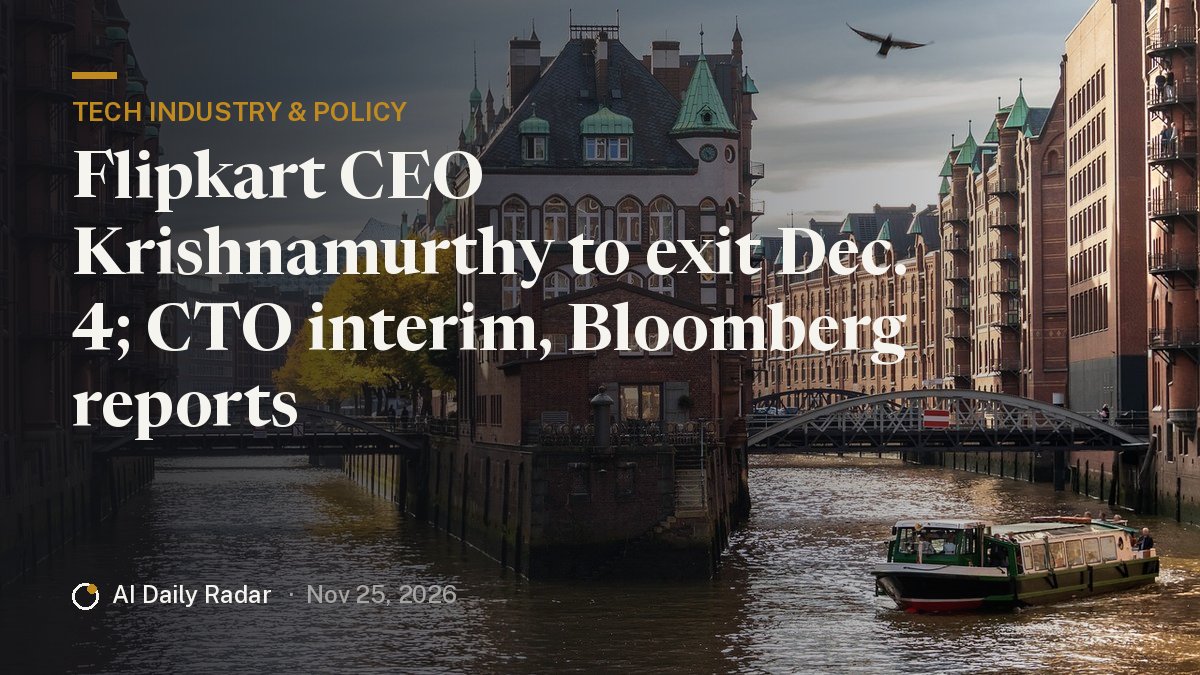 TECH INDUSTRY & POLICY
Flipkart CEO
Krishnamurthy to exit Dec.
4; CTO interim, Bloomberg
reports
AI Daily Radar · Nov 25, 2026